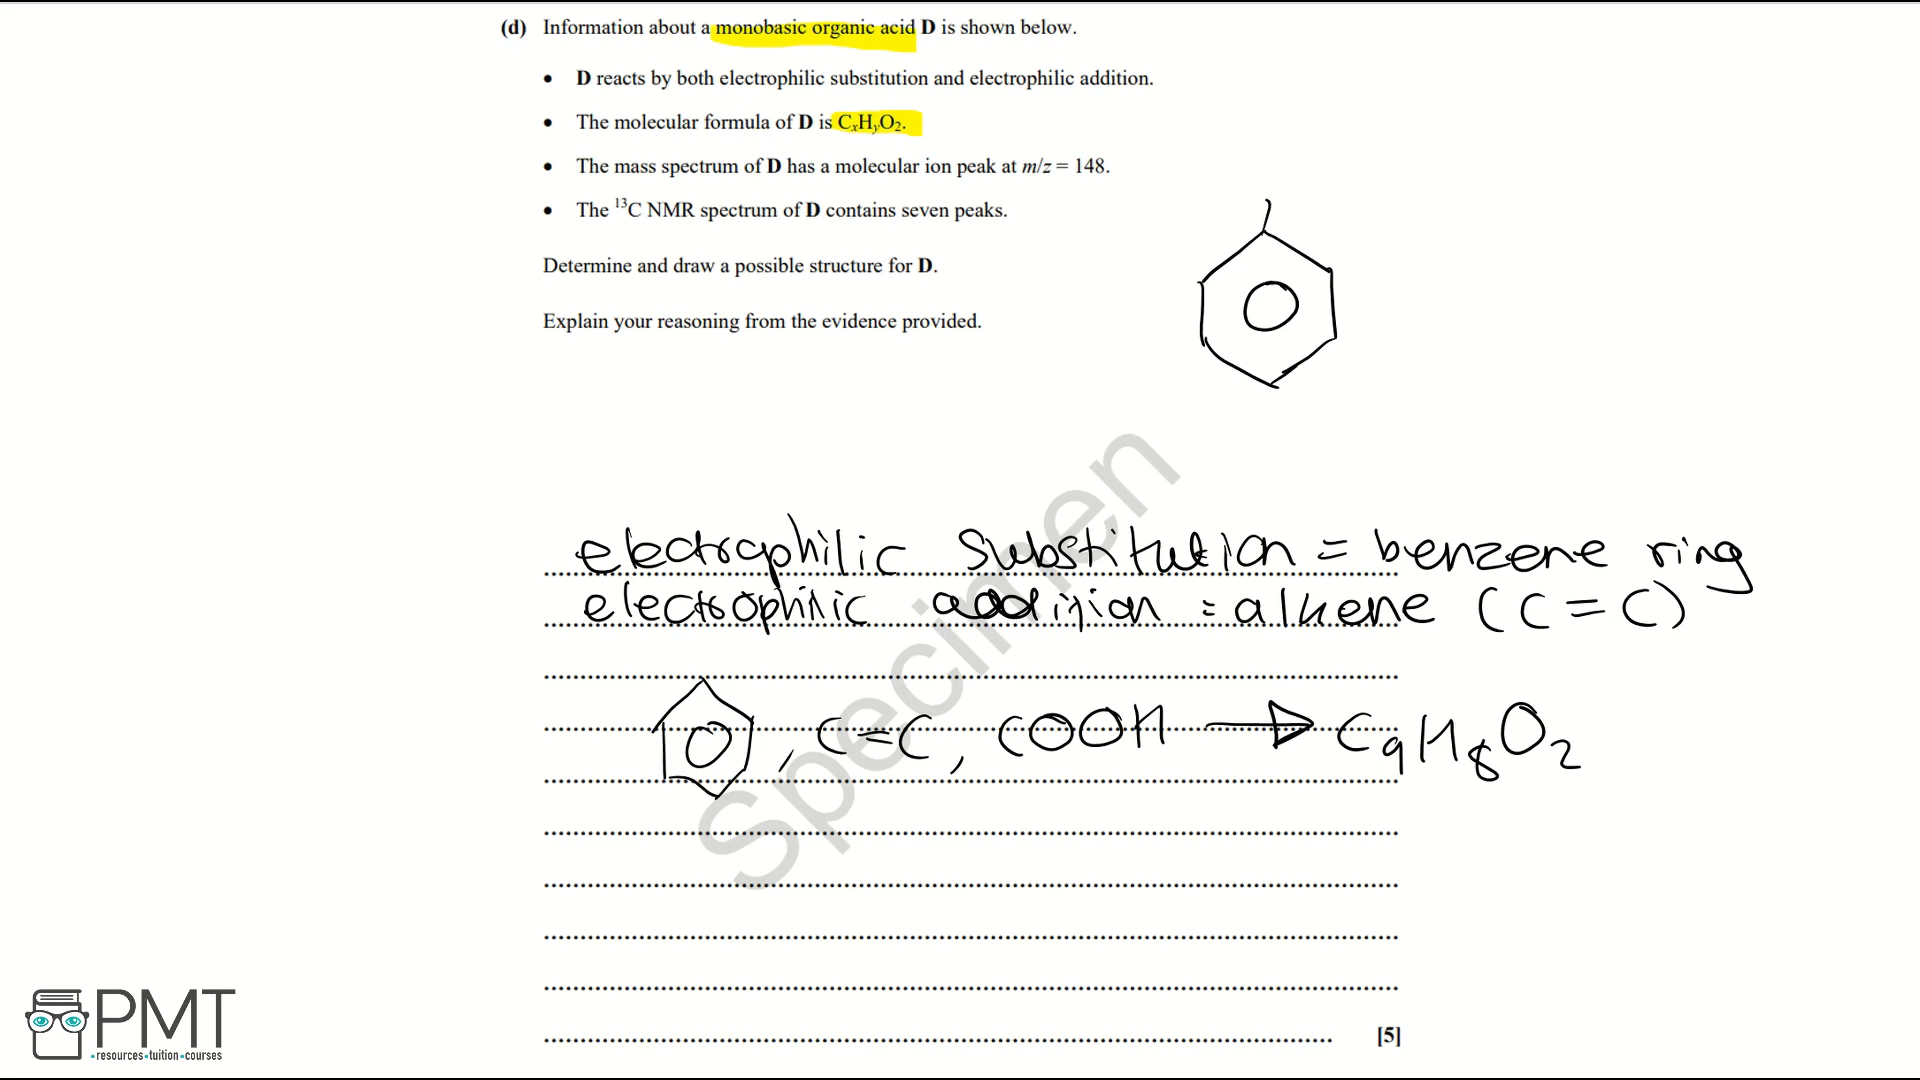 (d) Information about a monobasic organic acid D is shown below.
• D reacts by both electrophilic substitution and electrophilic addition.
• The molecular formula of D is CₓHᵧO₂.
• The mass spectrum of D has a molecular ion peak at m/z = 148.
• The ¹³C NMR spectrum of D contains seven peaks.
Determine and draw a possible structure for D.
Explain your reasoning from the evidence provided.
Specimen
electrophilic substitution = benzene ring
electrophilic addition = alkene (C=C)
, C=C, COOH → C₉H₈O₂
[5]
PMT
•resources•tuition•courses